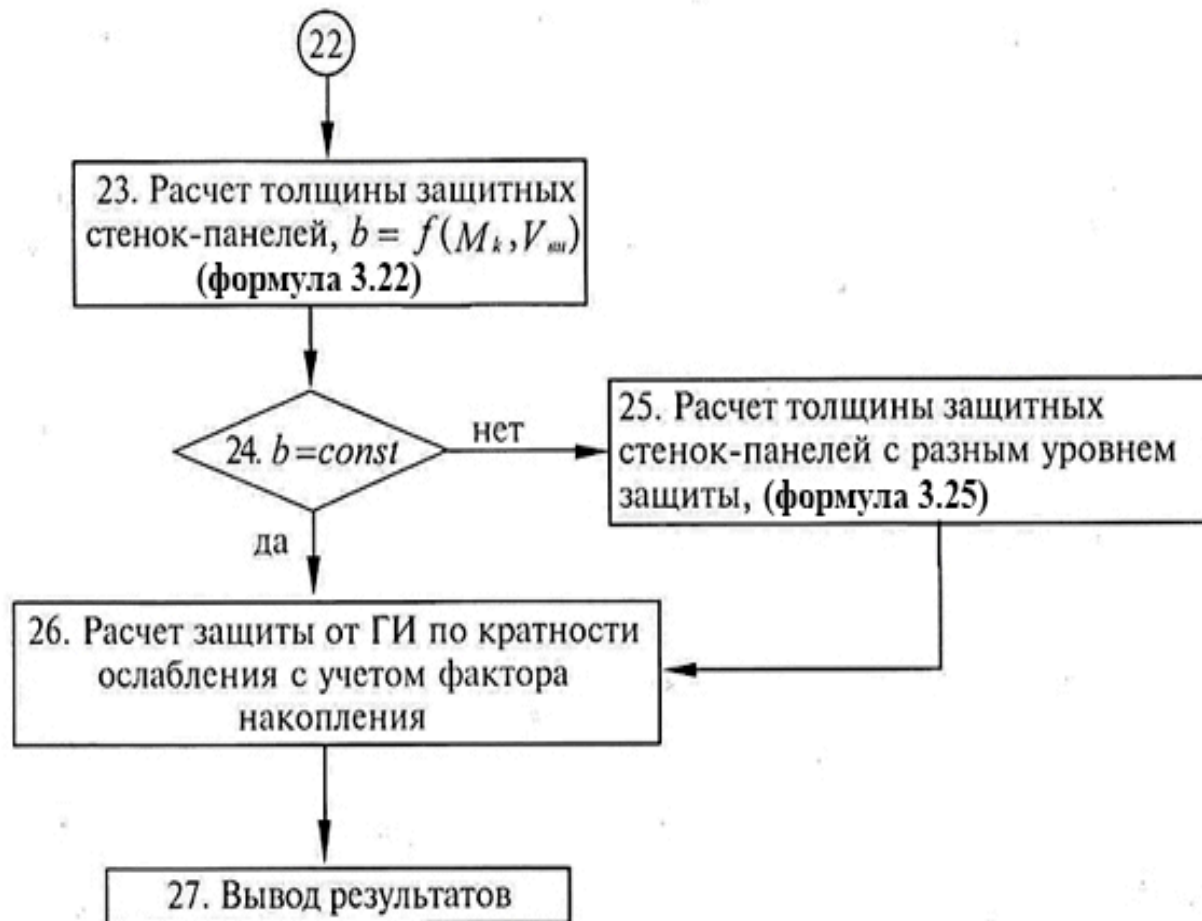 22
23. Расчет толщины защитных
стенок-панелей, b = f(M_k, V_вн)
(формула 3.22)
24. b=const
нет
25. Расчет толщины защитных
стенок-панелей с разным уровнем
защиты, (формула 3.25)
да
26. Расчет защиты от ГИ по кратности
ослабления с учетом фактора
накопления
27. Вывод результатов